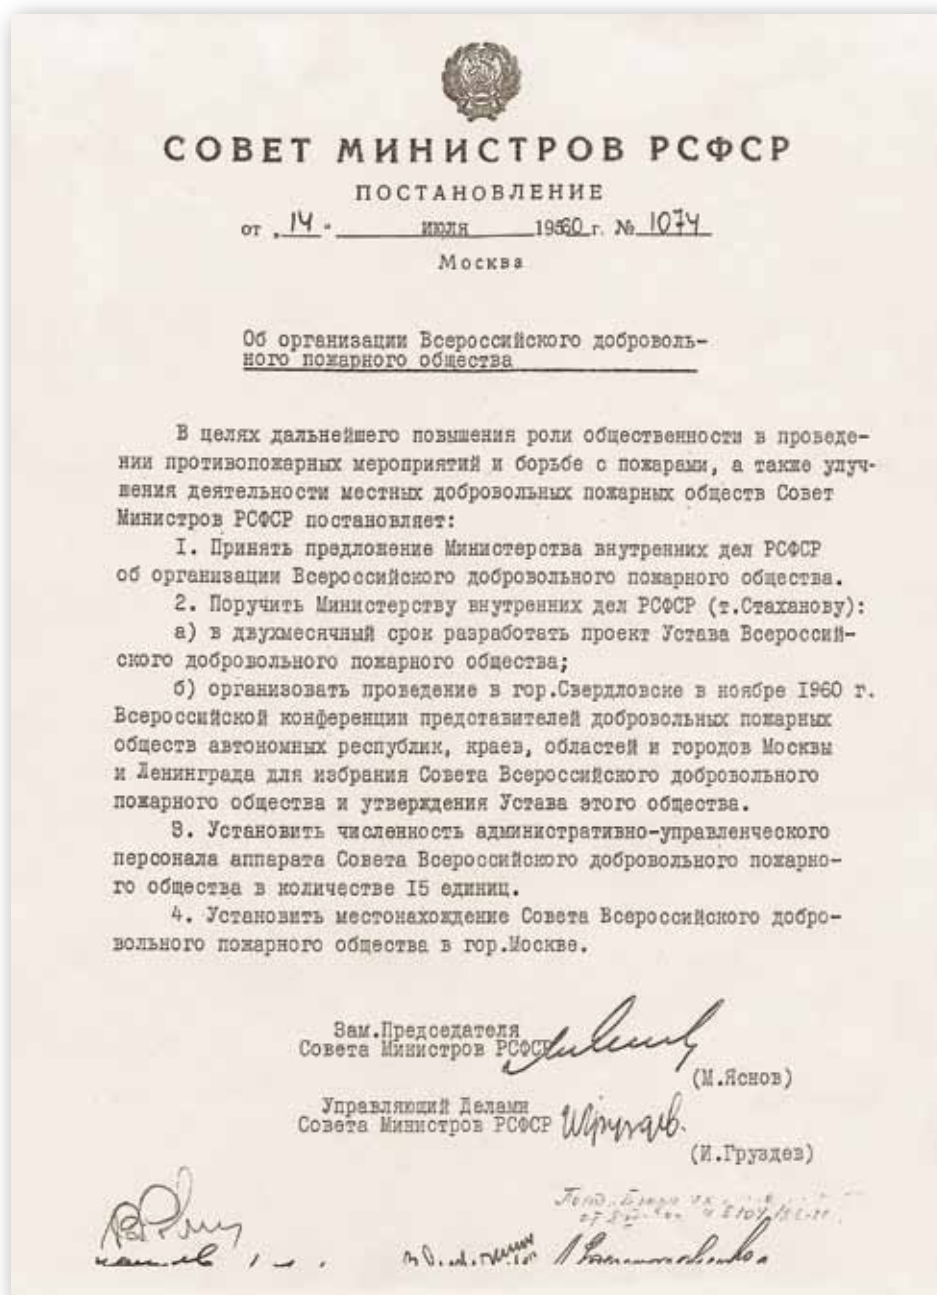 СОВЕТ МИНИСТРОВ РСФСР
ПОСТАНОВЛЕНИЕ
от „14" июля 1960 г. № 1074
Москва
Об организации Всероссийского доброволь-
ного пожарного общества
В целях дальнейшего повышения роли общественности в проведе-
нии противопожарных мероприятий и борьбе с пожарами, а также улуч-
шения деятельности местных добровольных пожарных обществ Совет
Министров РСФСР постановляет:
I. Принять предложение Министерства внутренних дел РСФСР
об организации Всероссийского добровольного пожарного общества.
2. Поручить Министерству внутренних дел РСФСР (т.Стаханову):
а) в двухмесячный срок разработать проект Устава Всероссий-
ского добровольного пожарного общества;
б) организовать проведение в гор.Свердловске в ноябре I960 г.
Всероссийской конференции представителей добровольных пожарных
обществ автономных республик, краев, областей и городов Москвы
и Ленинграда для избрания Совета Всероссийского добровольного
пожарного общества и утверждения Устава этого общества.
3. Установить численность административно-управленческого
персонала аппарата Совета Всероссийского добровольного пожарно-
го общества в количестве I5 единиц.
4. Установить местонахождение Совета Всероссийского добро-
вольного пожарного общества в гор.Москве.
Зам.Председателя
Совета Министров РСФСР
(М.Яснов)
Управляющий Делами
Совета Министров РСФСР
(И.Груздев)